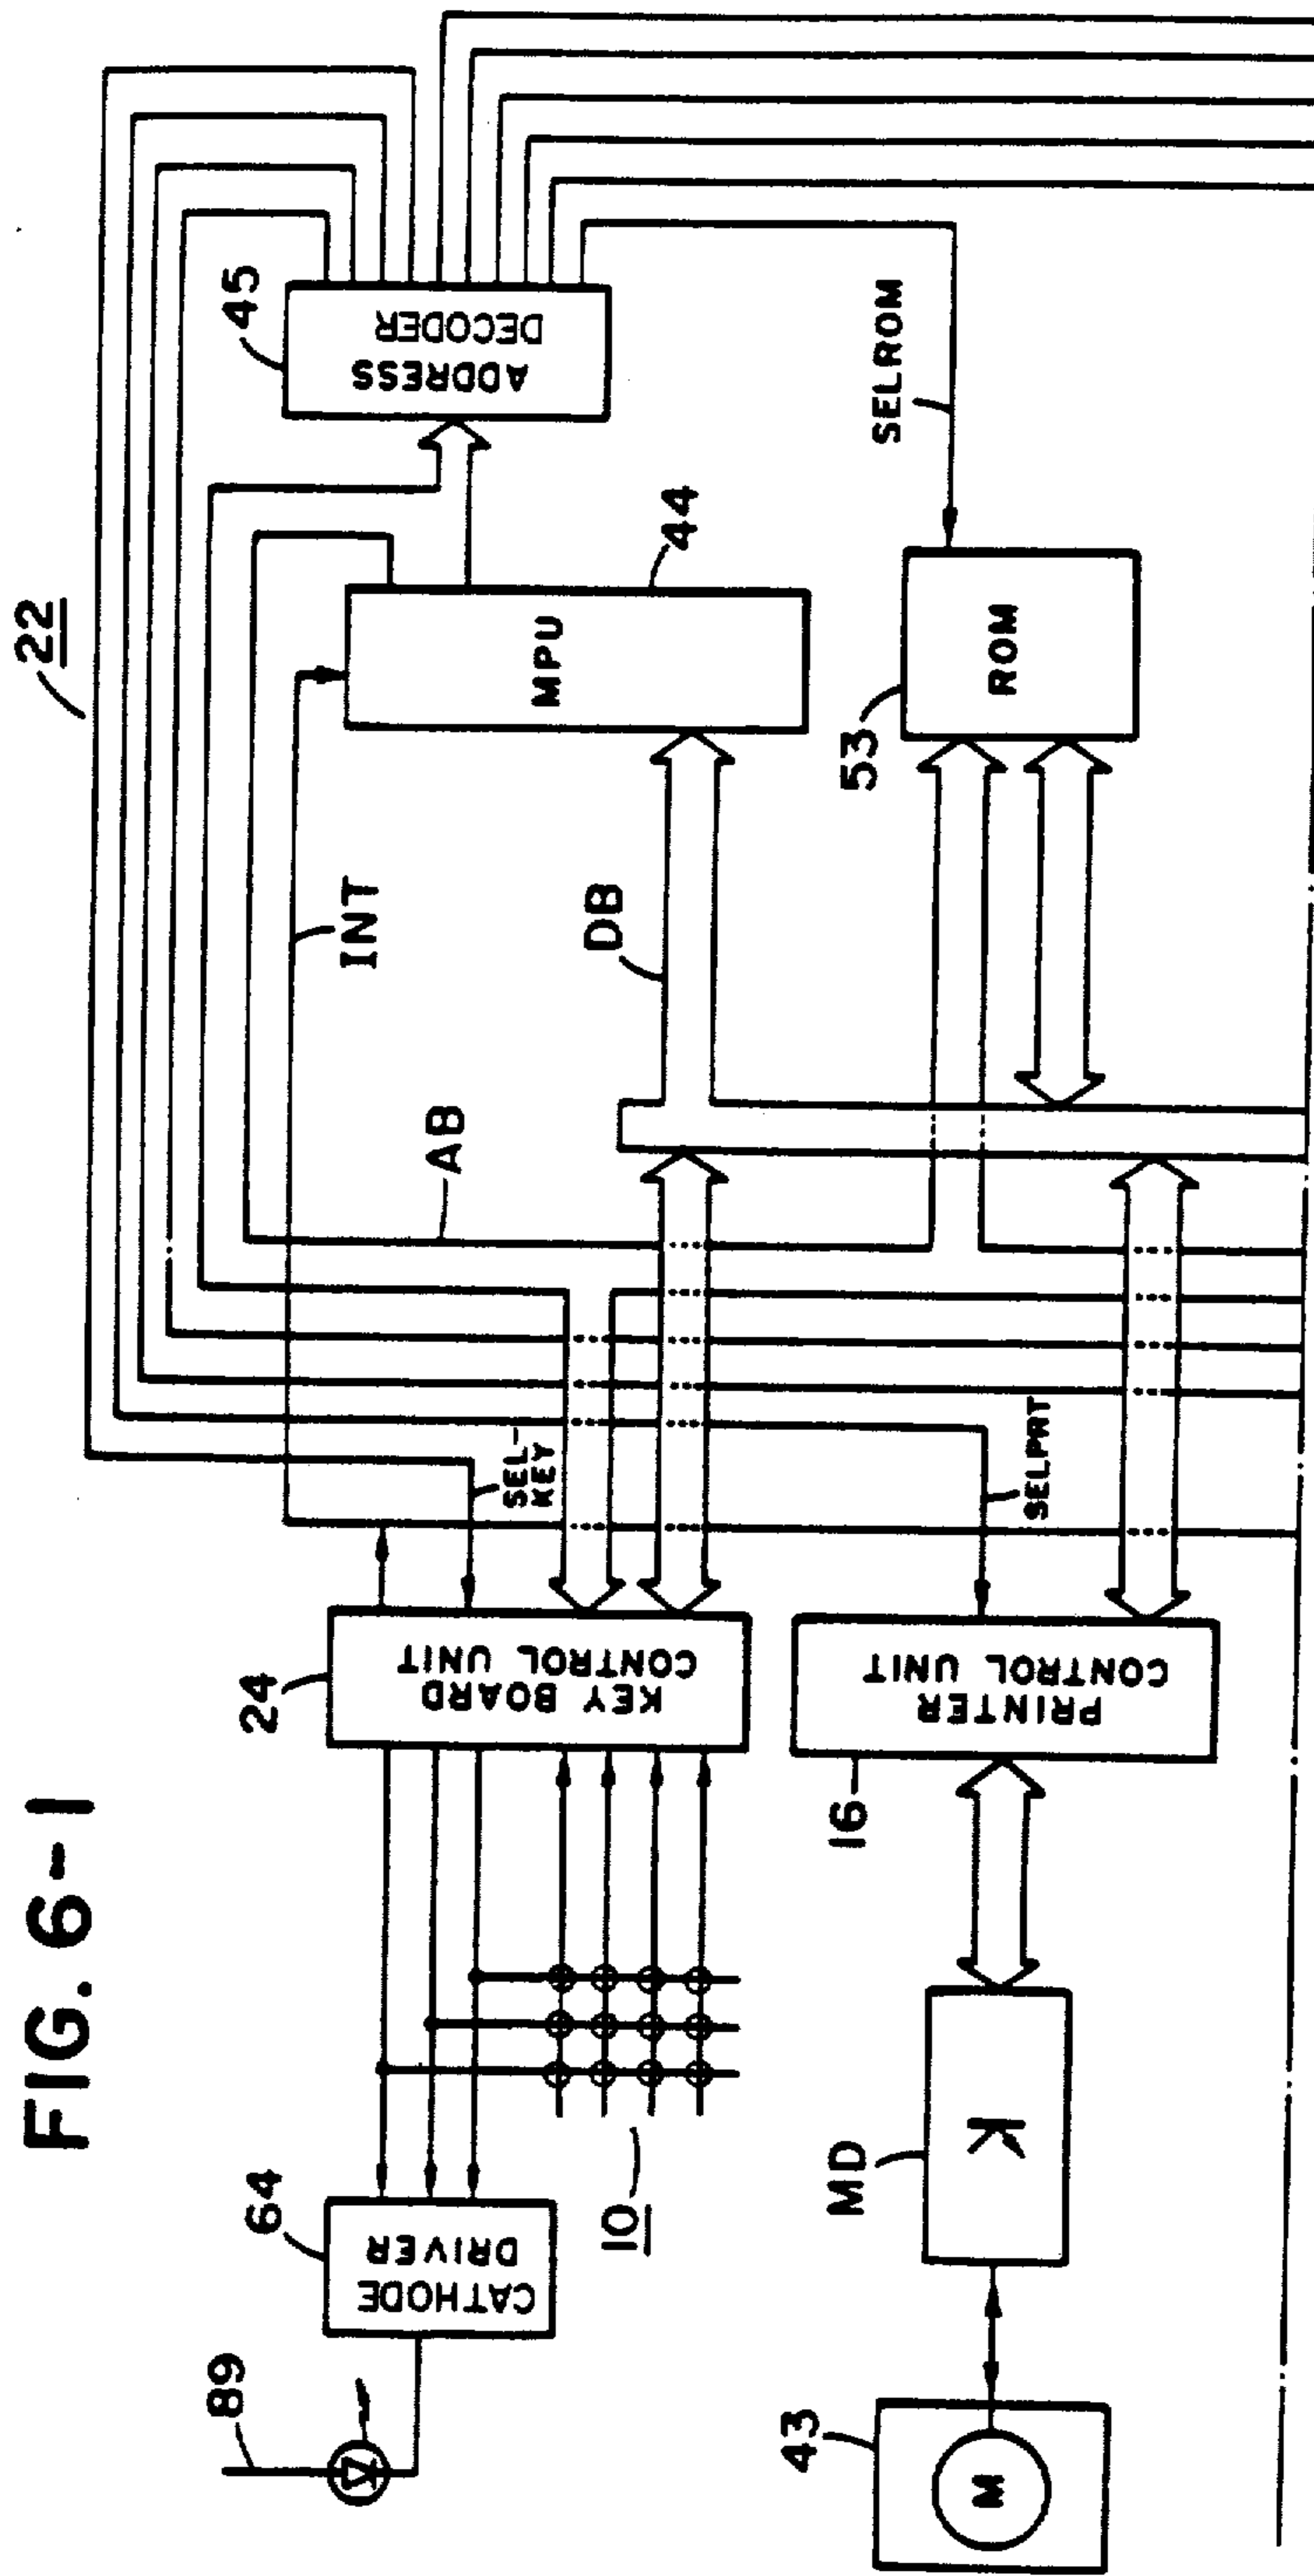 FIG. 6-1
22
89
64
CATHODE
DRIVER
10
24
KEY BOARD
CONTROL UNIT
SEL-
KEY
INT
AB
DB
MPU
44
45
ADDRESS
DECODER
43
M
MD
K
16
PRINTER
CONTROL UNIT
SELPRT
53
ROM
SELROM